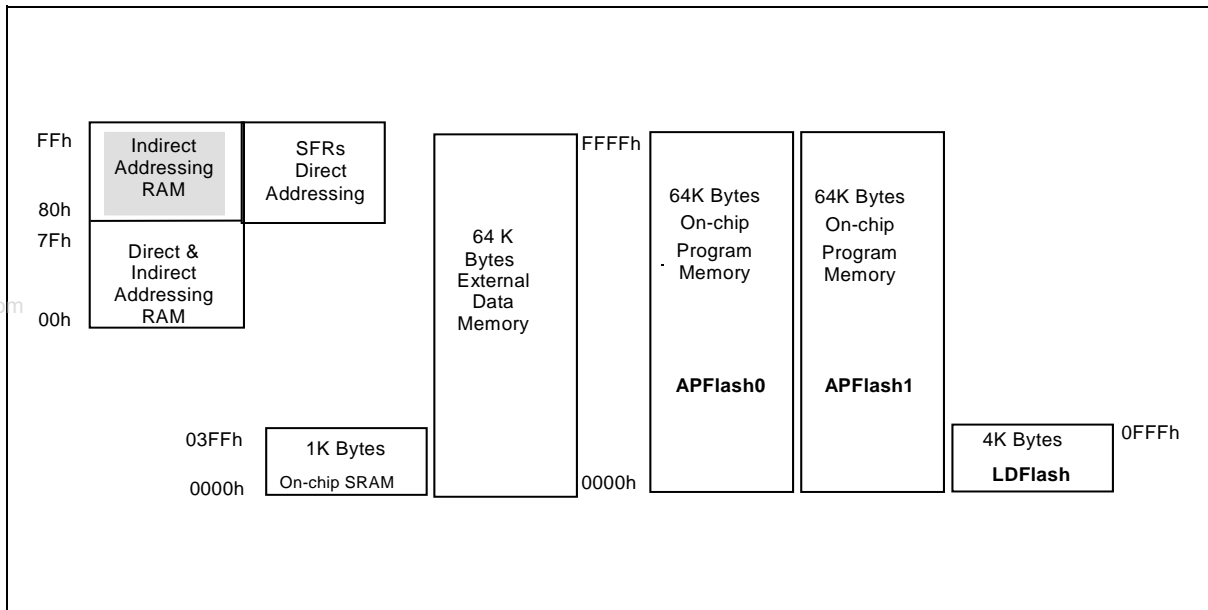 FFh
Indirect
Addressing
RAM
80h
SFRs
Direct
Addressing
7Fh
Direct &
Indirect
Addressing
RAM
00h
03FFh
1K Bytes
On-chip SRAM
0000h
64 K
Bytes
External
Data
Memory
FFFFh
0000h
64K Bytes
On-chip
Program
Memory
APFlash0
64K Bytes
On-chip
Program
Memory
APFlash1
4K Bytes
LDFlash
0FFFh
om